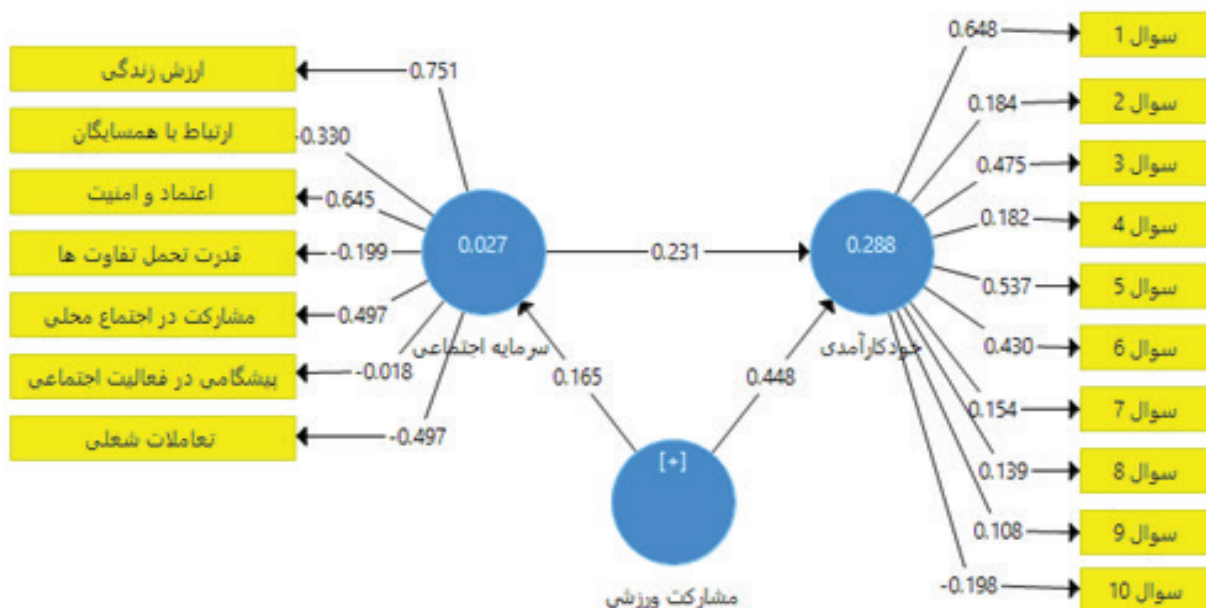 ارزش زندگی
ارتباط با همسایگان
اعتماد و امنیت
قدرت تحمل تفاوت ها
مشارکت در اجتماع محلی
پیشگامی در فعالیت اجتماعی
تعاملات شغلی
0.751
-0.330
0.645
-0.199
0.497
-0.018
-0.497
0.027
سرمایه اجتماعی
0.231
0.165
0.448
[+]
مشارکت ورزشی
0.288
خودکارآمدی
0.648
0.184
0.475
0.182
0.537
0.430
0.154
0.139
0.108
-0.198
سوال 1
سوال 2
سوال 3
سوال 4
سوال 5
سوال 6
سوال 7
سوال 8
سوال 9
سوال 10